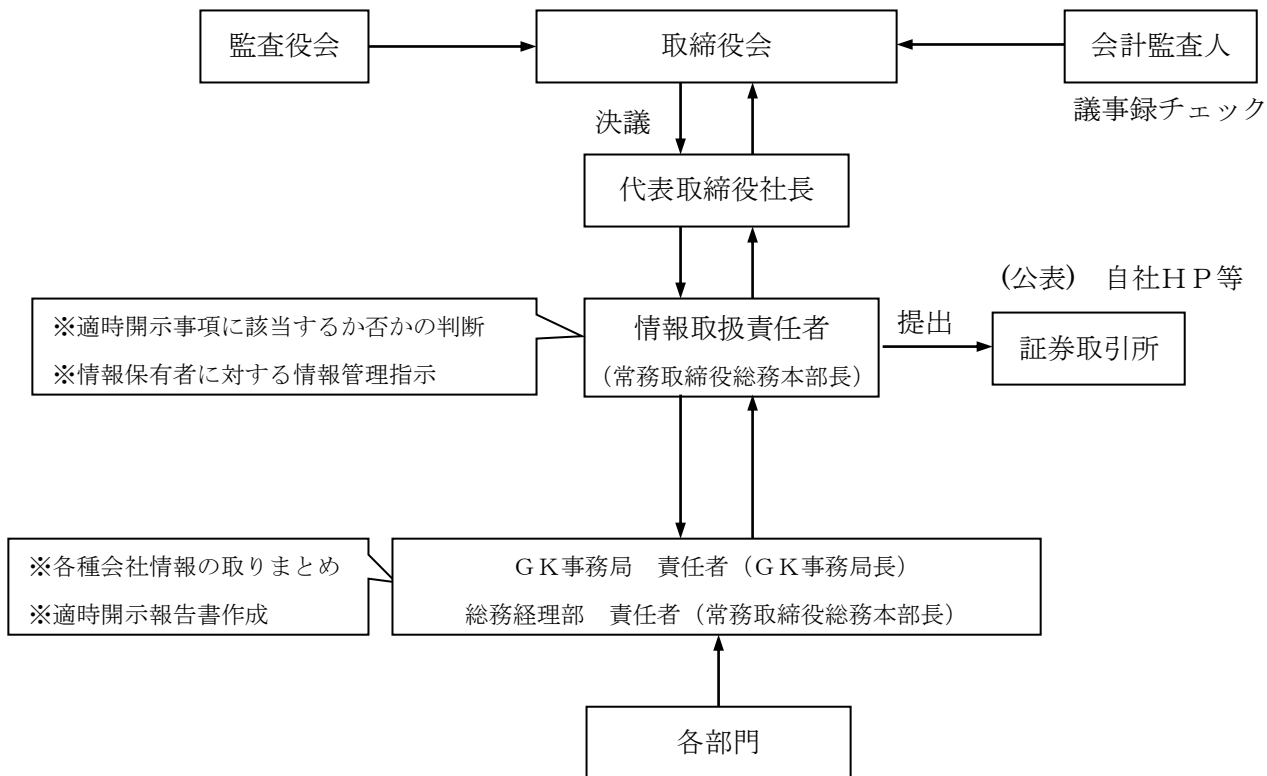 監査役会
取締役会
会計監査人
議事録チェック
決議
代表取締役社長
(公表)　自社ＨＰ等
※適時開示事項に該当するか否かの判断
※情報保有者に対する情報管理指示
情報取扱責任者
（常務取締役総務本部長）
提出
証券取引所
※各種会社情報の取りまとめ
※適時開示報告書作成
ＧＫ事務局　責任者（ＧＫ事務局長）
総務経理部　責任者（常務取締役総務本部長）
各部門